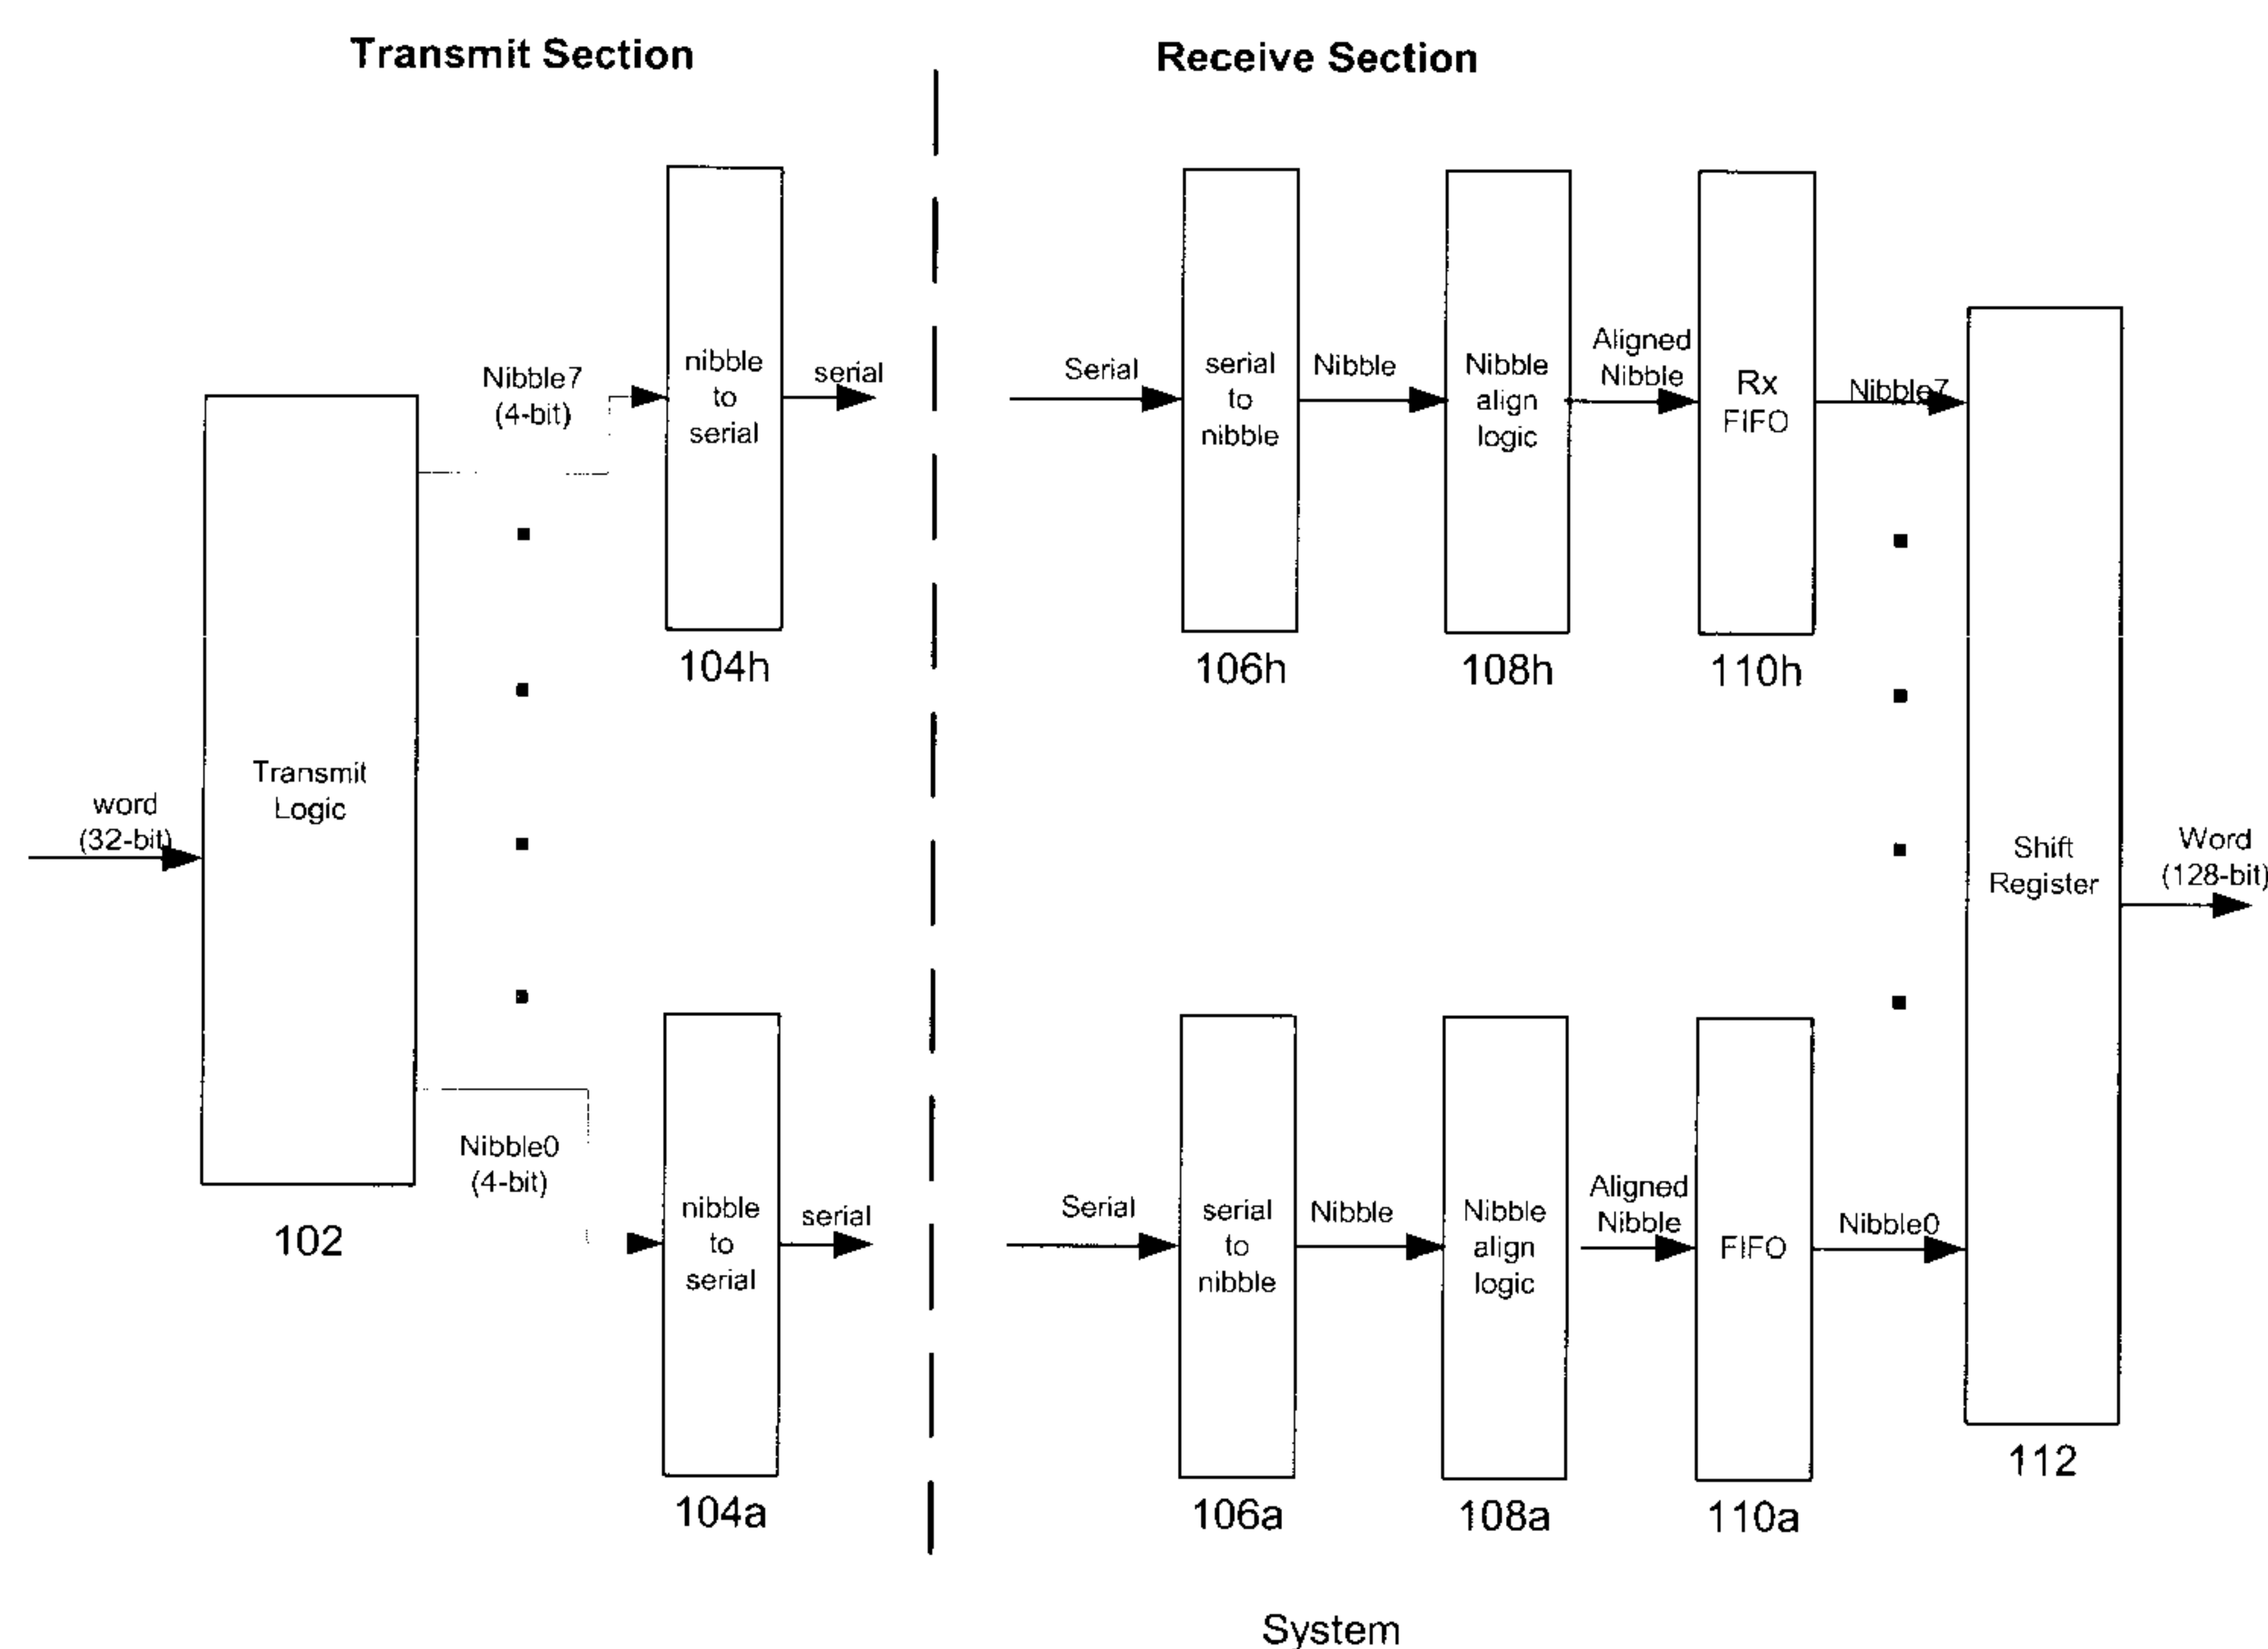 Transmit Section
Receive Section
word
(32-bit)
Transmit
Logic
102
Nibble7
(4-bit)
nibble
to
serial
serial
104h
Nibble0
(4-bit)
nibble
to
serial
serial
104a
Serial
serial
to
nibble
106h
Nibble
Nibble
align
logic
108h
Aligned
Nibble
Rx
FIFO
110h
Nibble7
Serial
serial
to
nibble
106a
Nibble
Nibble
align
logic
108a
Aligned
Nibble
FIFO
110a
Nibble0
Shift
Register
112
Word
(128-bit)
System